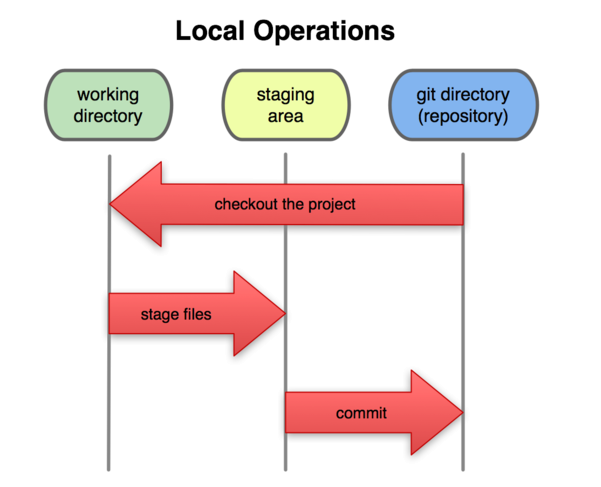 Local Operations
working
directory
staging
area
git directory
(repository)
checkout the project
stage files
commit